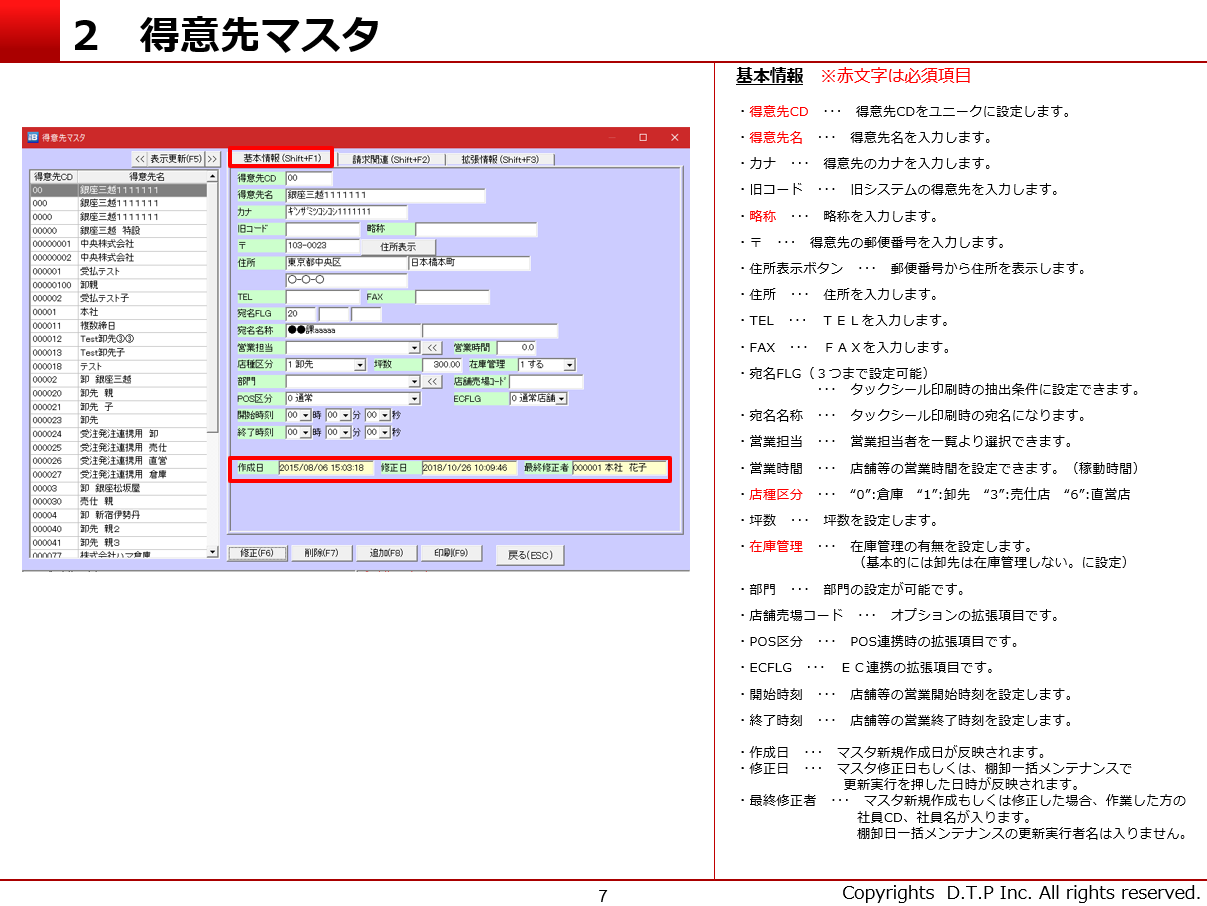 2 得意先マスタ
得意先マスタ
<< 表示更新(F5) >>
得意先CD 得意先名
00 銀座三越1111111
000 銀座三越1111111
0000 銀座三越1111111
00000 銀座三越 特設
00000001 中央株式会社
00000002 中央株式会社
000001 受払テスト
00000100 卸親
000002 受払テスト子
00001 本社
000011 複数締日
000012 Test卸先③③
000013 Test卸先子
000018 テスト
00002 卸 銀座三越
000020 卸先 親
000021 卸先 子
000023 卸先
000024 受注発注連携用 卸
000025 受注発注連携用 売仕
000026 受注発注連携用 直営
000027 受注発注連携用 倉庫
00003 卸 銀座松坂屋
000030 売仕 親
00004 卸 新宿伊勢丹
000040 卸先 親2
000041 卸先 親3
000077 株式会社ハマ倉庫
基本情報(Shift+F1) 請求関連(Shift+F2) 拡張情報(Shift+F3)
得意先CD 00
得意先名 銀座三越1111111
カナ ｷﾞﾝｻﾞﾐﾂｺｼｺｼ1111111
旧コード 略称
〒 103-0023 住所表示
住所 東京都中央区 日本橋本町
○-○-○
TEL FAX
宛名FLG 20
宛名名称 ●●課aaaaa
営業担当 << 営業時間 0.0
店種区分 1 卸先 坪数 300.00 在庫管理 1 する
部門 << 店舗売場ｺｰﾄﾞ
POS区分 0 通常 ECFLG 0 通常店舗
開始時刻 00 時 00 分 00 秒
終了時刻 00 時 00 分 00 秒
作成日 2015/08/06 15:03:18 修正日 2018/10/26 10:09:46 最終修正者 000001 本社 花子
修正(F6) 削除(F7) 追加(F8) 印刷(F9) 戻る(ESC)
基本情報 ※赤文字は必須項目
・得意先CD ･･･ 得意先CDをユニークに設定します。
・得意先名 ･･･ 得意先名を入力します。
・カナ ･･･ 得意先のカナを入力します。
・旧コード ･･･ 旧システムの得意先を入力します。
・略称 ･･･ 略称を入力します。
・〒 ･･･ 得意先の郵便番号を入力します。
・住所表示ボタン ･･･ 郵便番号から住所を表示します。
・住所 ･･･ 住所を入力します。
・TEL ･･･ ＴＥＬを入力します。
・FAX ･･･ ＦＡＸを入力します。
・宛名FLG（３つまで設定可能）
･･･ タックシール印刷時の抽出条件に設定できます。
・宛名名称 ･･･ タックシール印刷時の宛名になります。
・営業担当 ･･･ 営業担当者を一覧より選択できます。
・営業時間 ･･･ 店舗等の営業時間を設定できます。（稼動時間）
・店種区分 ･･･ “0”:倉庫 “1”:卸先 “3”:売仕店 “6”:直営店
・坪数 ･･･ 坪数を設定します。
・在庫管理 ･･･ 在庫管理の有無を設定します。
（基本的には卸先は在庫管理しない。に設定）
・部門 ･･･ 部門の設定が可能です。
・店舗売場コード ･･･ オプションの拡張項目です。
・POS区分 ･･･ POS連携時の拡張項目です。
・ECFLG ･･･ ＥＣ連携の拡張項目です。
・開始時刻 ･･･ 店舗等の営業開始時刻を設定します。
・終了時刻 ･･･ 店舗等の営業終了時刻を設定します。
・作成日 ･･･ マスタ新規作成日が反映されます。
・修正日 ･･･ マスタ修正日もしくは、棚卸一括メンテナンスで
更新実行を押した日時が反映されます。
・最終修正者 ･･･ マスタ新規作成もしくは修正した場合、作業した方の
社員CD、社員名が入ります。
棚卸日一括メンテナンスの更新実行者名は入りません。
7
Copyrights D.T.P Inc. All rights reserved.